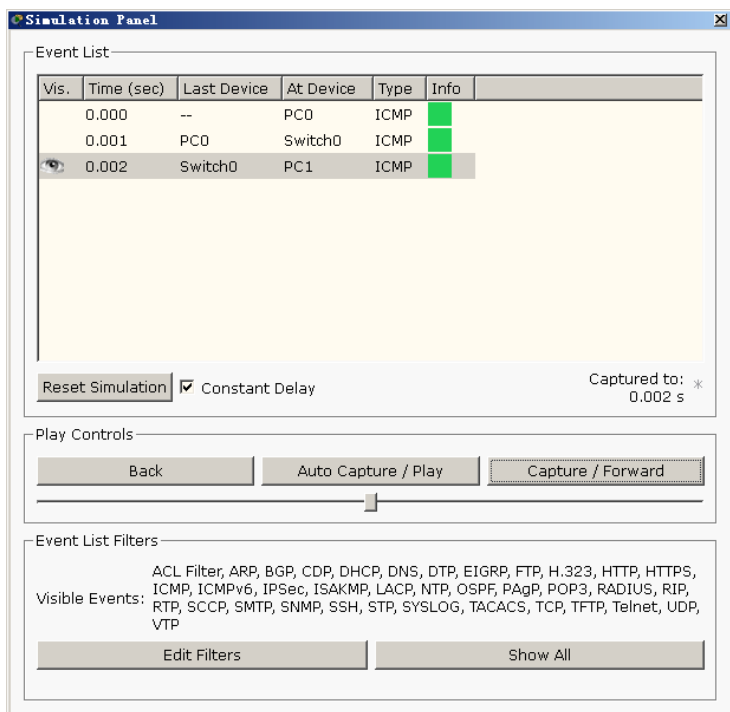 Simulation Panel
Event List
Vis. Time (sec) Last Device At Device Type Info
0.000 -- PC0 ICMP
0.001 PC0 Switch0 ICMP
0.002 Switch0 PC1 ICMP
Reset Simulation Constant Delay
Captured to: *
0.002 s
Play Controls
Back Auto Capture / Play Capture / Forward
Event List Filters
Visible Events:
ACL Filter, ARP, BGP, CDP, DHCP, DNS, DTP, EIGRP, FTP, H.323, HTTP, HTTPS,
ICMP, ICMPv6, IPSec, ISAKMP, LACP, NTP, OSPF, PAgP, POP3, RADIUS, RIP,
RTP, SCCP, SMTP, SNMP, SSH, STP, SYSLOG, TACACS, TCP, TFTP, Telnet, UDP,
VTP
Edit Filters Show All